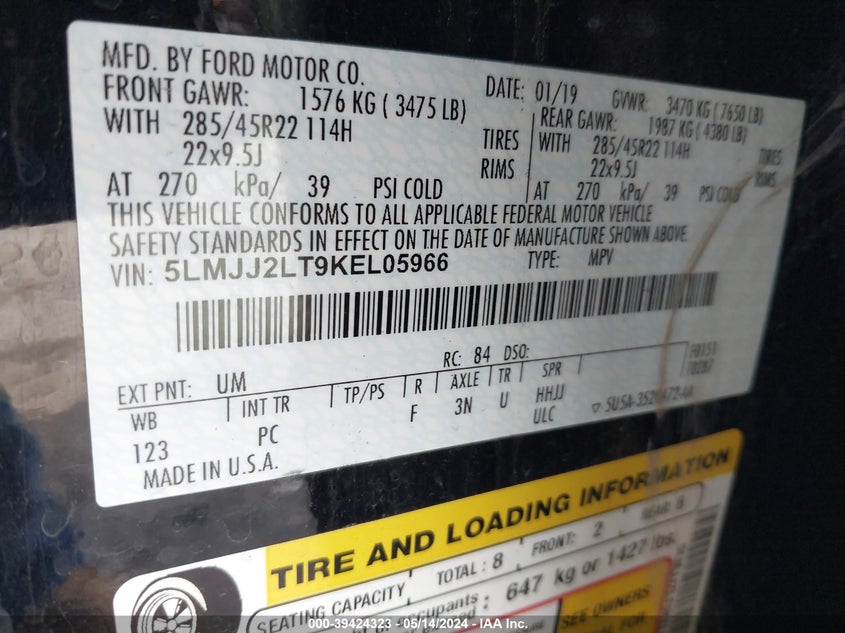 MFD. BY FORD MOTOR CO. DATE: 01/19 GVWR: 3470 KG ( 7650 LB)
FRONT GAWR: 1576 KG ( 3475 LB) REAR GAWR: 1987 KG ( 4380 LB)
WITH 285/45R22 114H TIRES WITH 285/45R22 114H TIRES
22x9.5J RIMS 22x9.5J RIMS
AT 270 kPa/ 39 PSI COLD AT 270 kPa/ 39 PSI COLD
THIS VEHICLE CONFORMS TO ALL APPLICABLE FEDERAL MOTOR VEHICLE
SAFETY STANDARDS IN EFFECT ON THE DATE OF MANUFACTURE SHOWN ABOVE.
VIN: 5LMJJ2LT9KEL05966 TYPE: MPV
RC: 84 DSO:
EXT PNT: UM
WB INT TR TP/PS R AXLE TR SPR
123 PC F 3N U HHJJ
ULC
MADE IN U.S.A.
TIRE AND LOADING INFORMATION
SEATING CAPACITY TOTAL: 8 FRONT: 2
occupants : 647 kg or 1427 lbs.
SEE OWNERS
FOR
000-39424323 - 05/14/2024 - IAA Inc.